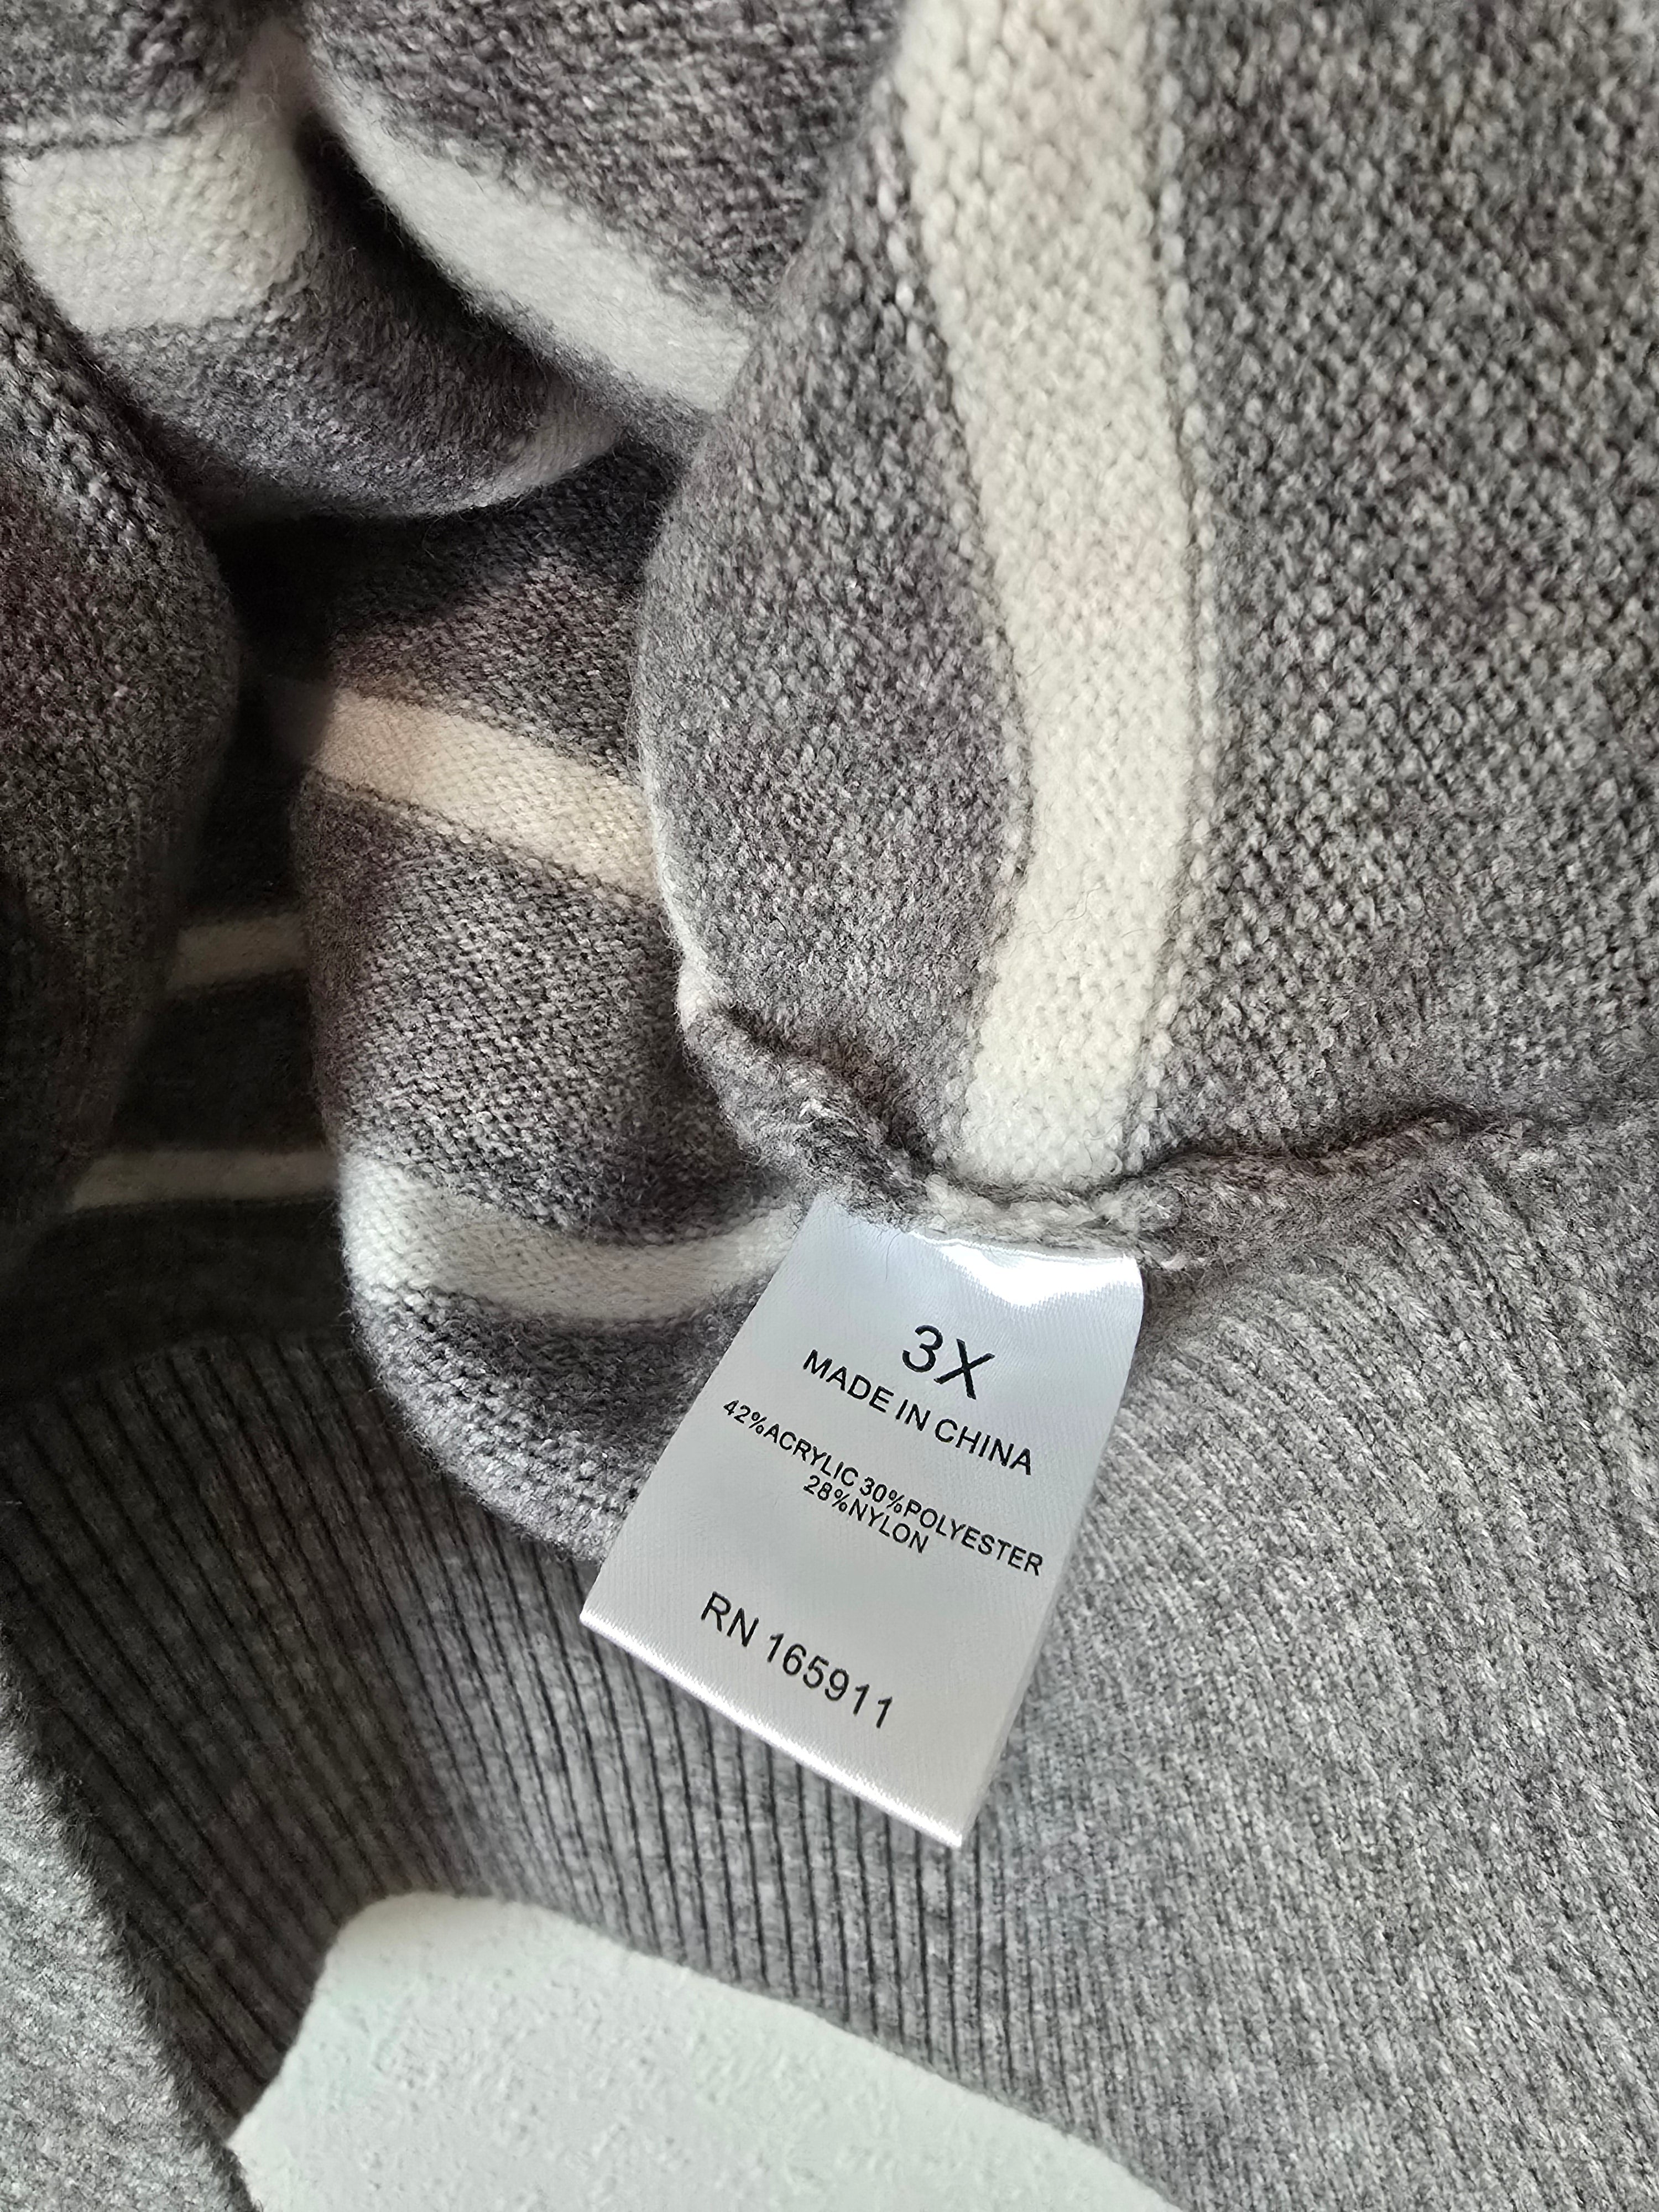 3X
MADE IN CHINA
42%ACRYLIC 30%POLYESTER
28%NYLON
RN 165911